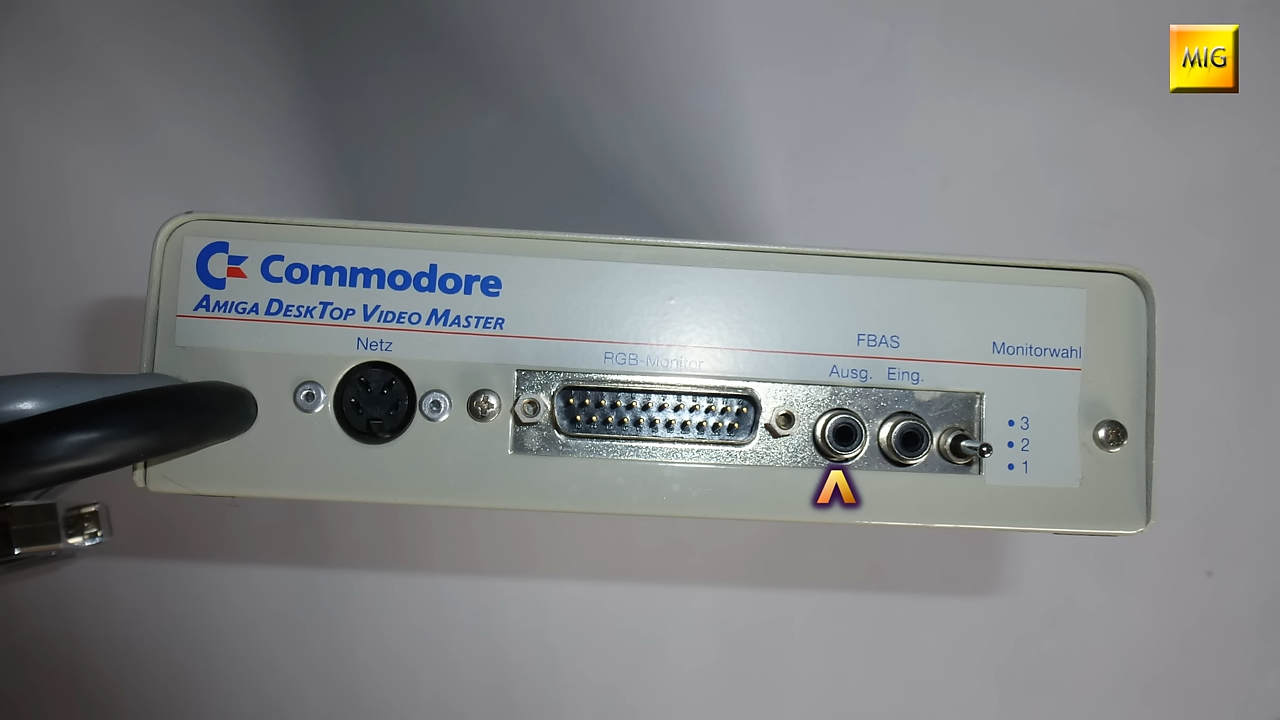 MIG
Commodore
AMIGA DESKTOP VIDEO MASTER
Netz
RGB-Monitor
FBAS
Ausg. Eing.
Monitorwahl
• 3
• 2
• 1